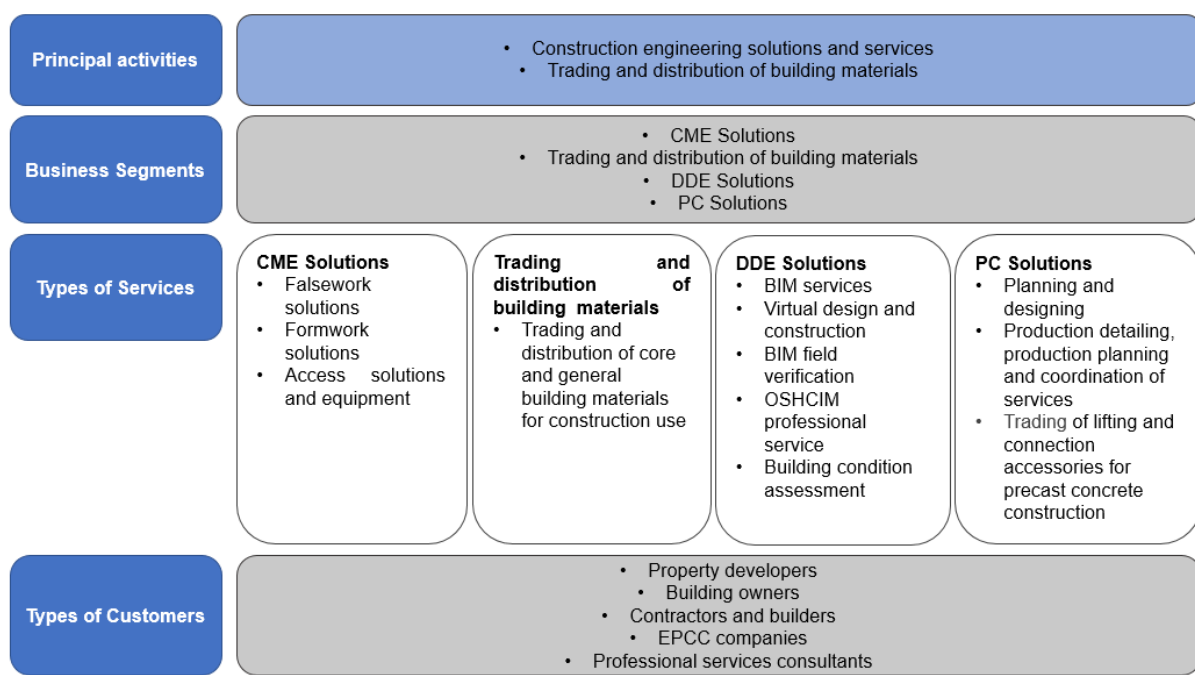 Principal activities
• Construction engineering solutions and services
• Trading and distribution of building materials
Business Segments
• CME Solutions
• Trading and distribution of building materials
• DDE Solutions
• PC Solutions
Types of Services
CME Solutions
• Falsework
solutions
• Formwork
solutions
• Access solutions
and equipment
Trading and
distribution of
building materials
• Trading and
distribution of core
and general
building materials
for construction use
DDE Solutions
• BIM services
• Virtual design and
construction
• BIM field
verification
• OSHCIM
professional
service
• Building condition
assessment
PC Solutions
• Planning and
designing
• Production detailing,
production planning
and coordination of
services
• Trading of lifting and
connection
accessories for
precast concrete
construction
Types of Customers
• Property developers
• Building owners
• Contractors and builders
• EPCC companies
• Professional services consultants